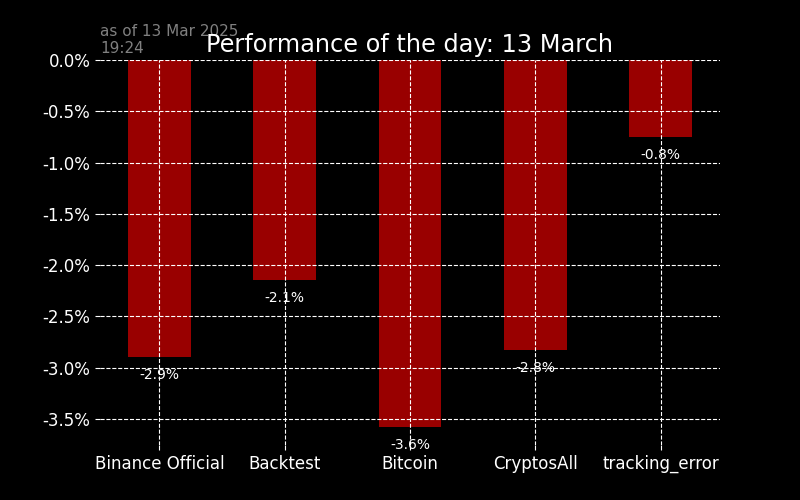 as of 13 Mar 2025
19:24
Performance of the day: 13 March
0.0%
-0.5%
-1.0%
-1.5%
-2.0%
-2.5%
-3.0%
-3.5%
-2.9%
-2.1%
-3.6%
-2.8%
-0.8%
Binance Official
Backtest
Bitcoin
CryptosAll
tracking_error